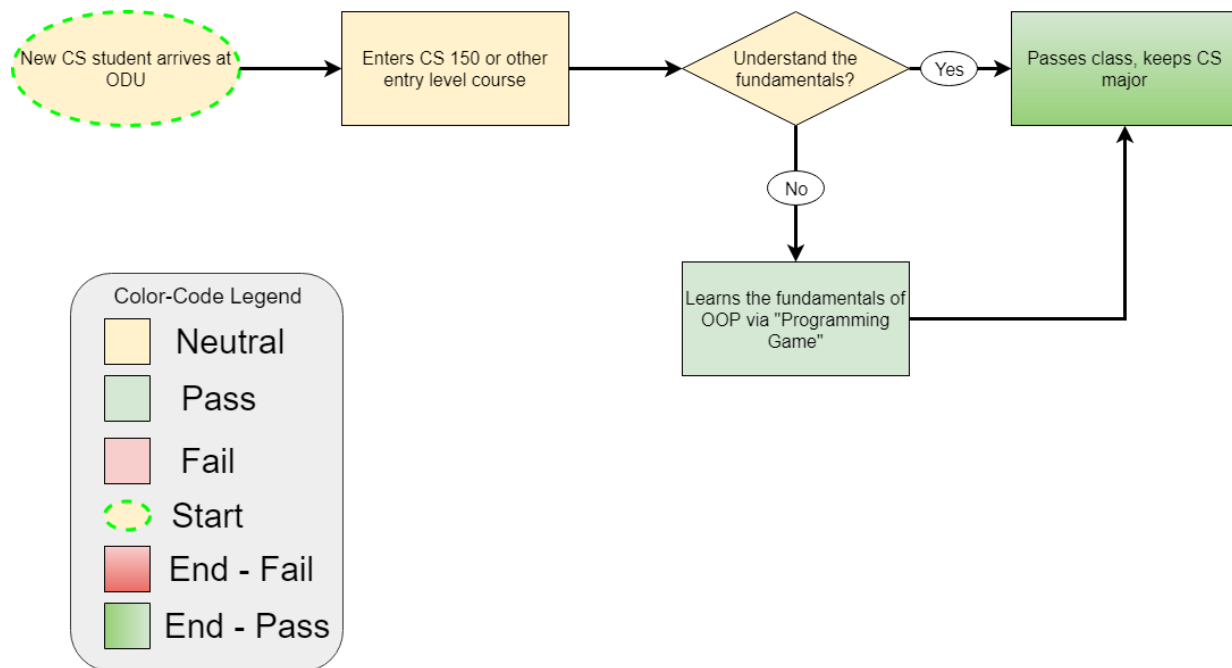 New CS student arrives at
ODU
Enters CS 150 or other
entry level course
Understand the
fundamentals?
Yes
Passes class, keeps CS
major
No
Learns the fundamentals of
OOP via "Programming
Game"
Color-Code Legend
Neutral
Pass
Fail
Start
End - Fail
End - Pass